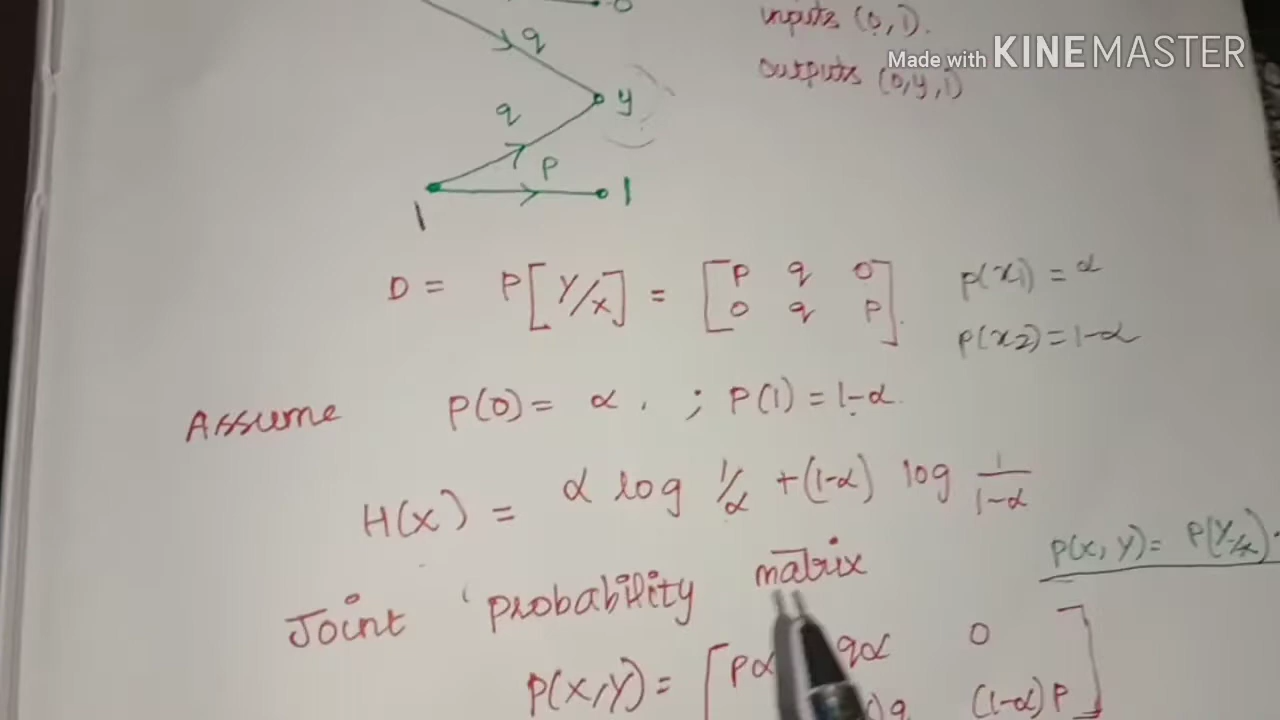 0
inputs (0,1).
q
Made with KINEMASTER
outputs (0,y,1)
y
q
p
1
1
D = P[Y/X] = [p q 0
0 q p].
p(x1) = α
p(x2) = 1-α
Assume P(0) = α, ; P(1) = 1-α.
H(X) = α log 1/α + (1-α) log 1/1-α
P(X,Y) = P(Y/X).
Joint probability matrix
P(X,Y) = [pα qα 0
)q (1-α)P]